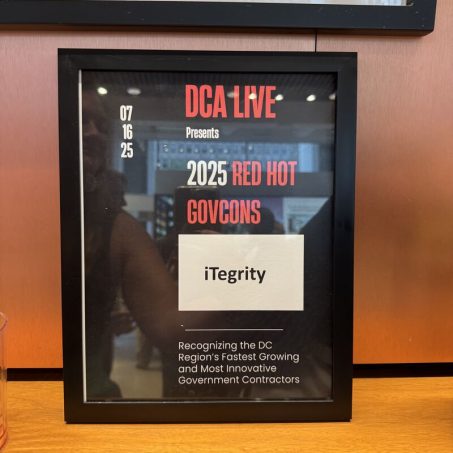 07
16
25
DCA LIVE
Presents
2025 RED HOT
GOVCONS
iTegrity
Recognizing the DC
Region's Fastest Growing
and Most Innovative
Government Contractors